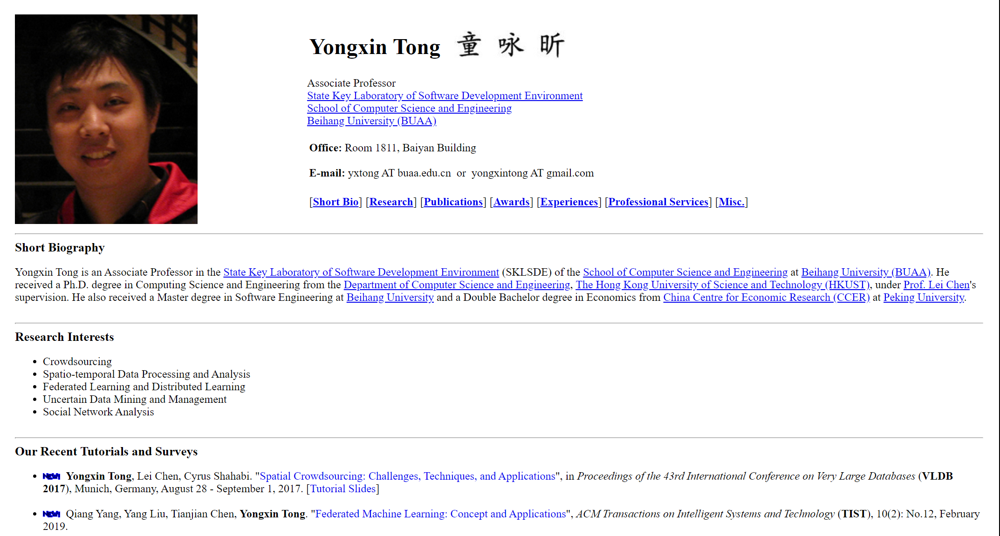 Yongxin Tong 童 咏 昕
Associate Professor
State Key Laboratory of Software Development Environment
School of Computer Science and Engineering
Beihang University (BUAA)
Office: Room 1811, Baiyan Building
E-mail: yxtong AT buaa.edu.cn or yongxintong AT gmail.com
[Short Bio] [Research] [Publications] [Awards] [Experiences] [Professional Services] [Misc.]
Short Biography
Yongxin Tong is an Associate Professor in the State Key Laboratory of Software Development Environment (SKLSDE) of the School of Computer Science and Engineering at Beihang University (BUAA). He
received a Ph.D. degree in Computing Science and Engineering from the Department of Computer Science and Engineering, The Hong Kong University of Science and Technology (HKUST), under Prof. Lei Chen's
supervision. He also received a Master degree in Software Engineering at Beihang University and a Double Bachelor degree in Economics from China Centre for Economic Research (CCER) at Peking University.
Research Interests
• Crowdsourcing
• Spatio-temporal Data Processing and Analysis
• Federated Learning and Distributed Learning
• Uncertain Data Mining and Management
• Social Network Analysis
Our Recent Tutorials and Surveys
• NEW! Yongxin Tong, Lei Chen, Cyrus Shahabi. "Spatial Crowdsourcing: Challenges, Techniques, and Applications", in Proceedings of the 43rd International Conference on Very Large Databases (VLDB
2017), Munich, Germany, August 28 - September 1, 2017. [Tutorial Slides]
• NEW! Qiang Yang, Yang Liu, Tianjian Chen, Yongxin Tong. "Federated Machine Learning: Concept and Applications", ACM Transactions on Intelligent Systems and Technology (TIST), 10(2): No.12, February
2019.